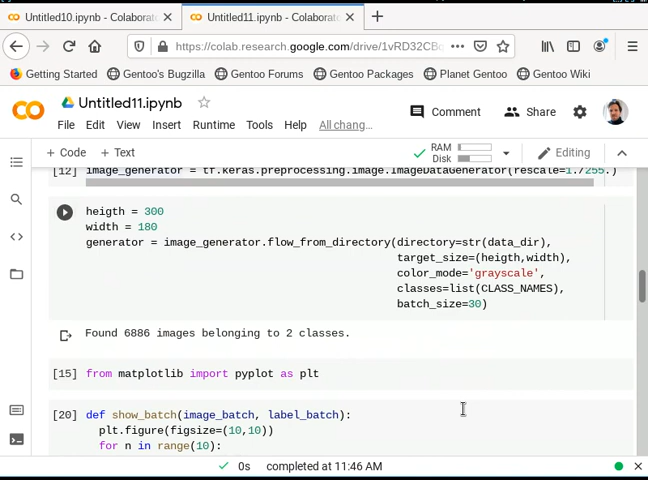 Untitled10.ipynb - Colaborat
Untitled11.ipynb - Colaborat
https://colab.research.google.com/drive/1vRD32CBc
Getting Started
Gentoo's Bugzilla
Gentoo Forums
Gentoo Packages
Planet Gentoo
Gentoo Wiki
Untitled11.ipynb
Comment
Share
File Edit View Insert Runtime Tools Help All chang...
+ Code + Text
RAM
Disk
Editing
[12] image_generator = tf.keras.preprocessing.image.ImageDataGenerator(rescale=1./255.)
heigth = 300
width = 180
generator = image_generator.flow_from_directory(directory=str(data_dir),
target_size=(heigth,width),
color_mode='grayscale',
classes=list(CLASS_NAMES),
batch_size=30)
Found 6886 images belonging to 2 classes.
[15] from matplotlib import pyplot as plt
[20] def show_batch(image_batch, label_batch):
plt.figure(figsize=(10,10))
for n in range(10):
0s completed at 11:46 AM